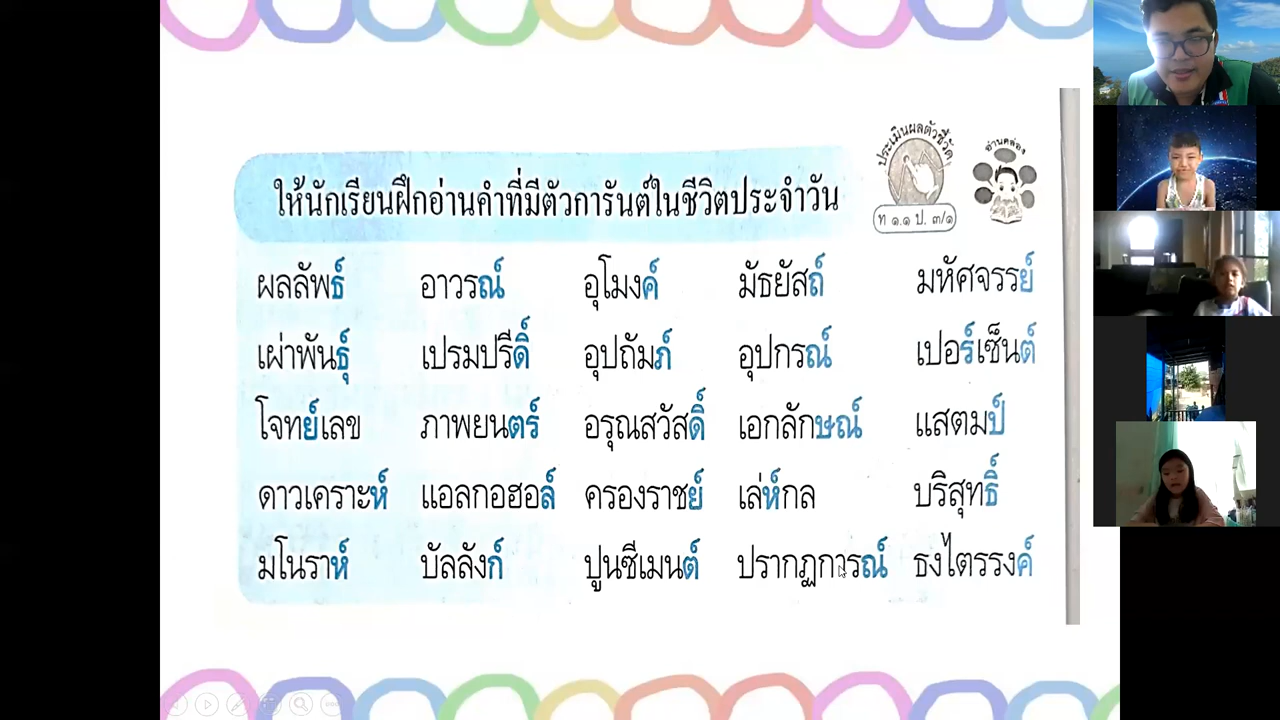 ประเมินผลตัวชี้วัด
อ่านคล่อง
ท ๑.๑ ป. ๓/๑
ให้นักเรียนฝึกอ่านคำที่มีตัวการันต์ในชีวิตประจำวัน
ผลลัพธ์ อาวรณ์ อุโมงค์ มัธยัสถ์ มหัศจรรย์
เผ่าพันธุ์ เปรมปรีดิ์ อุปถัมภ์ อุปกรณ์ เปอร์เซ็นต์
โจทย์เลข ภาพยนตร์ อรุณสวัสดิ์ เอกลักษณ์ แสตมป์
ดาวเคราะห์ แอลกอฮอล์ ครองราชย์ เล่ห์กล บริสุทธิ์
มโนราห์ บัลลังก์ ปูนซีเมนต์ ปรากฏการณ์ ธงไตรรงค์